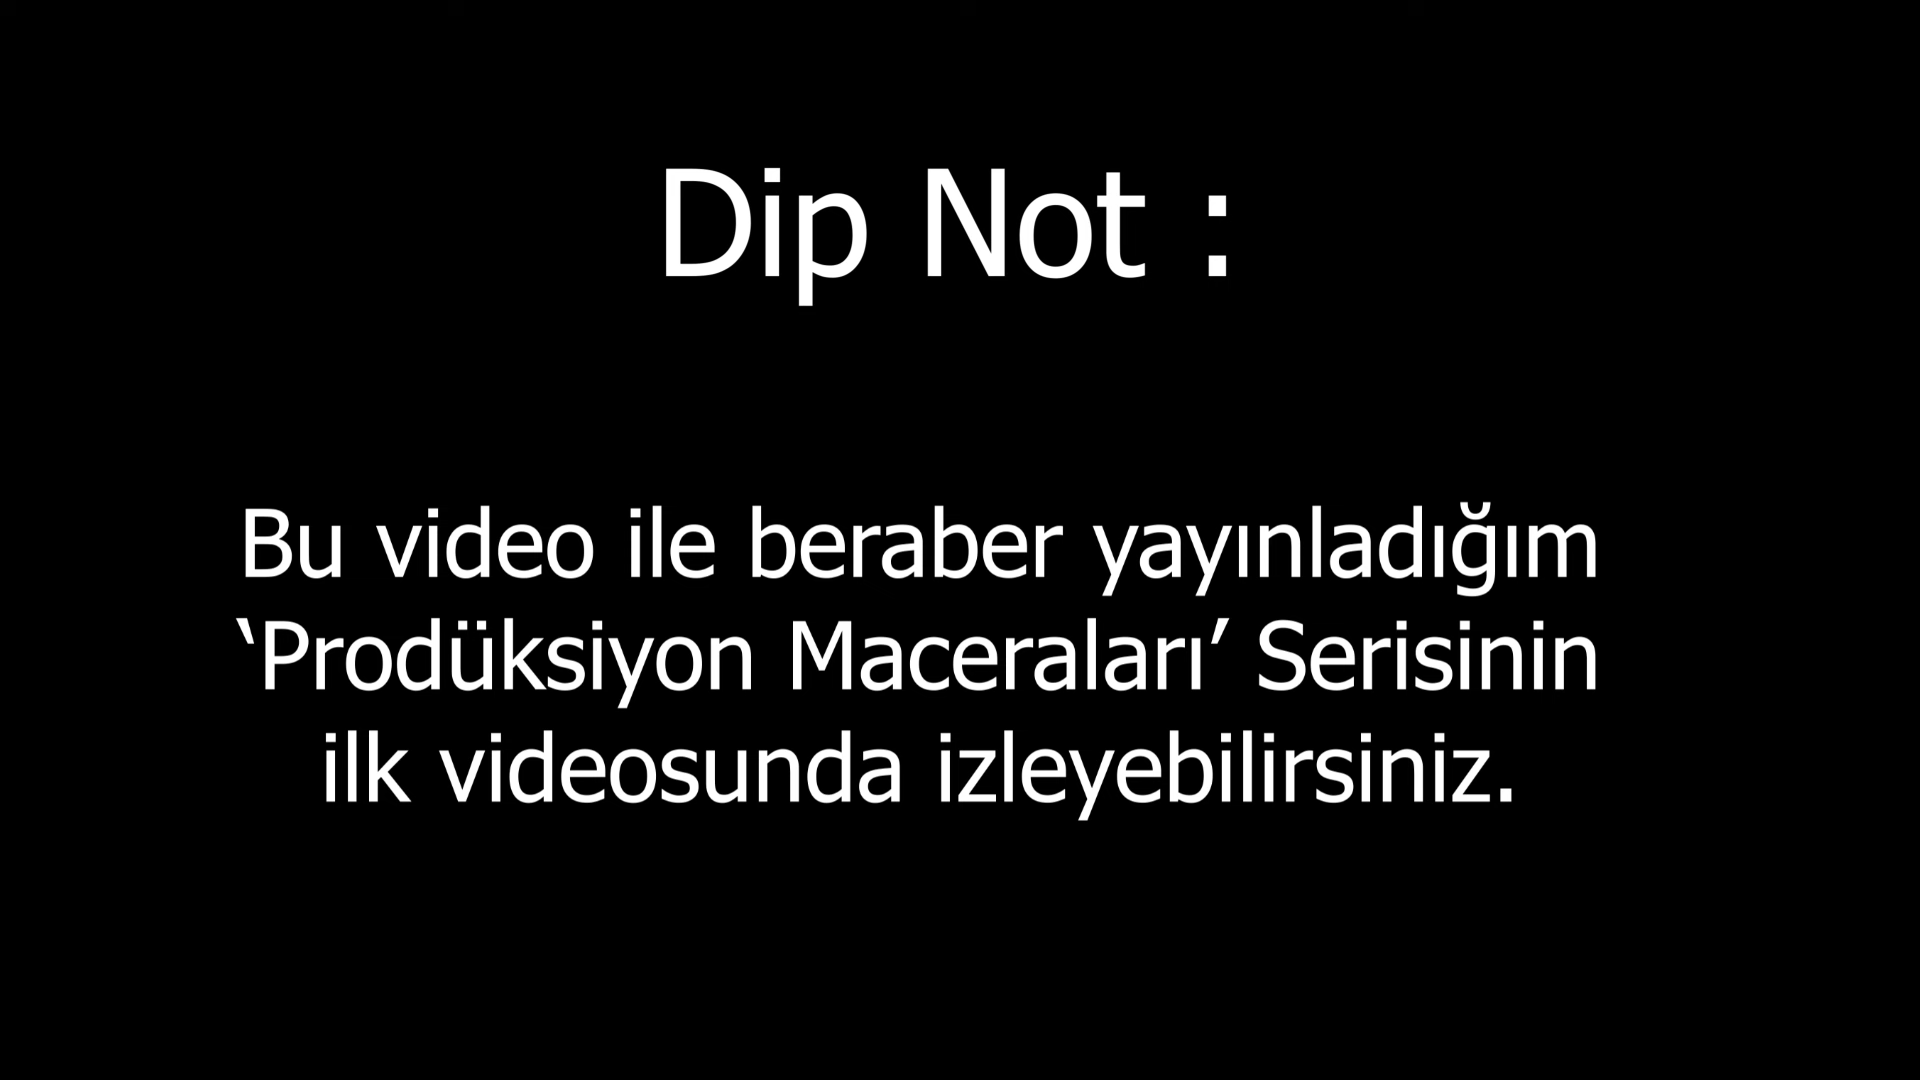 Dip Not :
Bu video ile beraber yayınladığım
‘Prodüksiyon Maceraları’ Serisinin
ilk videosunda izleyebilirsiniz.